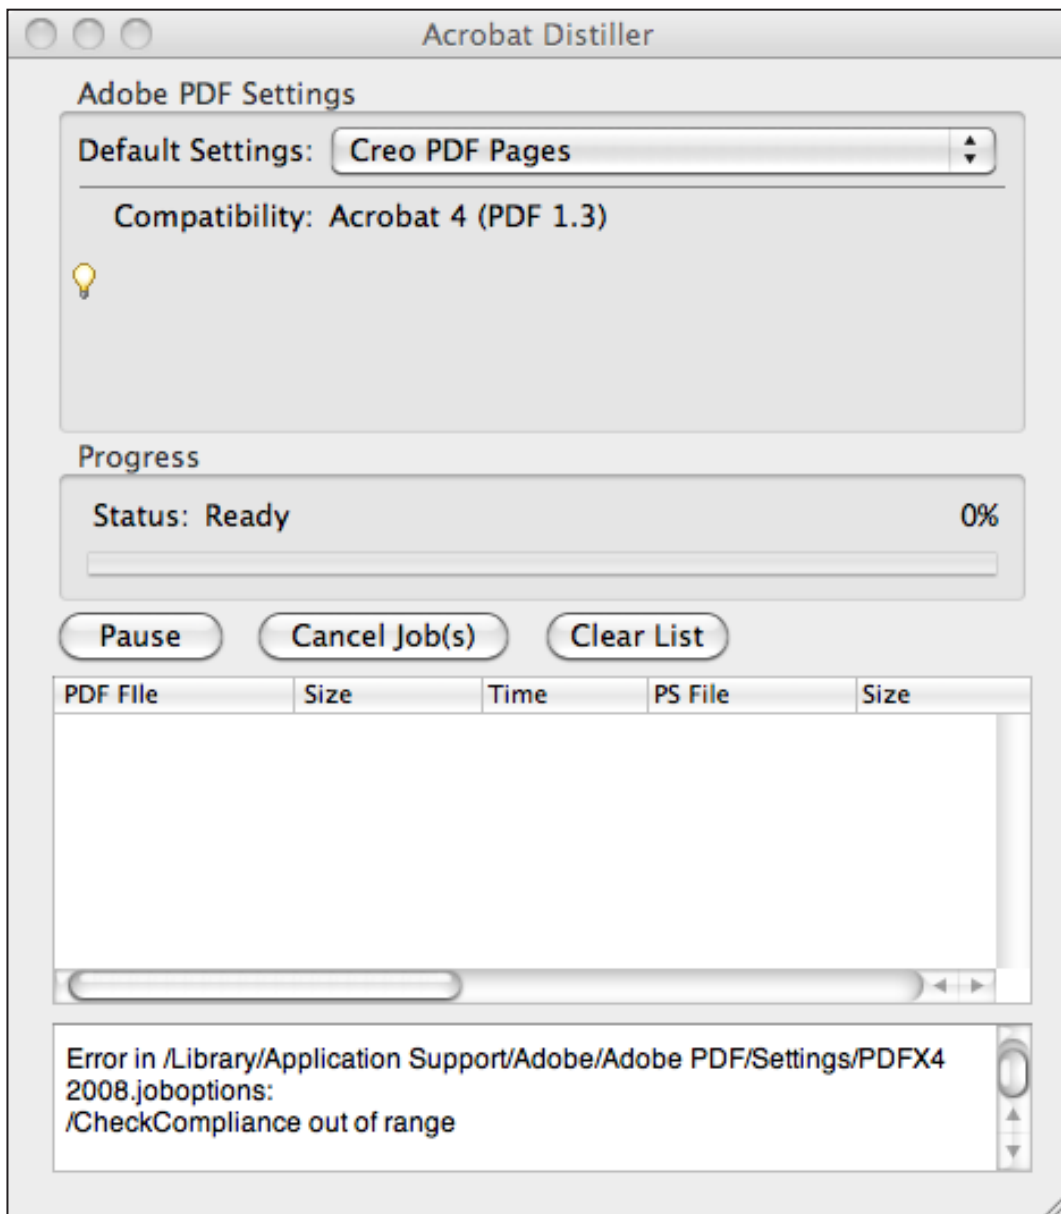 Acrobat Distiller
Adobe PDF Settings
Default Settings: Creo PDF Pages
Compatibility: Acrobat 4 (PDF 1.3)
Progress
Status: Ready 0%
Pause Cancel Job(s) Clear List
PDF FIle Size Time PS File Size
Error in /Library/Application Support/Adobe/Adobe PDF/Settings/PDFX4
2008.joboptions:
/CheckCompliance out of range